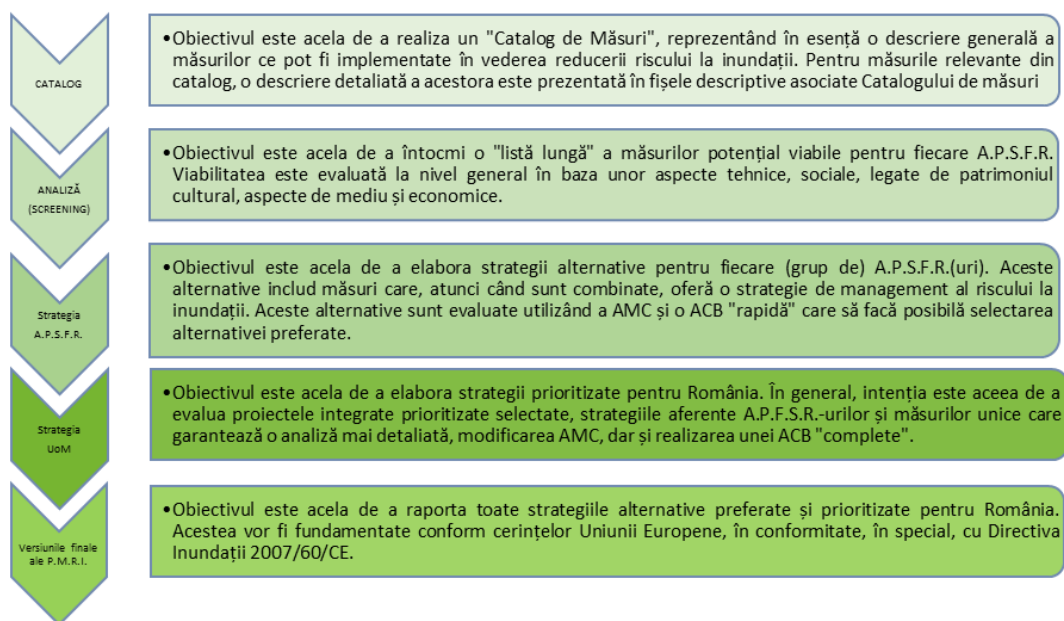 CATALOG
•Obiectivul este acela de a realiza un "Catalog de Măsuri", reprezentând în esență o descriere generală a
măsurilor ce pot fi implementate în vederea reducerii riscului la inundații. Pentru măsurile relevante din
catalog, o descriere detaliată a acestora este prezentată în fișele descriptive asociate Catalogului de măsuri
ANALIZĂ
(SCREENING)
•Obiectivul este acela de a întocmi o "listă lungă" a măsurilor potențial viabile pentru fiecare A.P.S.F.R.
Viabilitatea este evaluată la nivel general în baza unor aspecte tehnice, sociale, legate de patrimoniul
cultural, aspecte de mediu și economice.
Strategia
A.P.S.F.R.
•Obiectivul este acela de a elabora strategii alternative pentru fiecare (grup de) A.P.S.F.R.(uri). Aceste
alternative includ măsuri care, atunci când sunt combinate, oferă o strategie de management al riscului la
inundații. Aceste alternative sunt evaluate utilizând a AMC și o ACB "rapidă" care să facă posibilă selectarea
alternativei preferate.
Strategia
UoM
•Obiectivul este acela de a elabora strategii prioritizate pentru România. În general, intenția este aceea de a
evalua proiectele integrate prioritizate selectate, strategiile aferente A.P.F.S.R.-urilor și măsurilor unice care
garantează o analiză mai detaliată, modificarea AMC, dar și realizarea unei ACB "complete".
Versiunile finale
ale P.M.R.I.
•Obiectivul este acela de a raporta toate strategiile alternative preferate și prioritizate pentru România.
Acestea vor fi fundamentate conform cerințelor Uniunii Europene, în conformitate, în special, cu Directiva
Inundații 2007/60/CE.